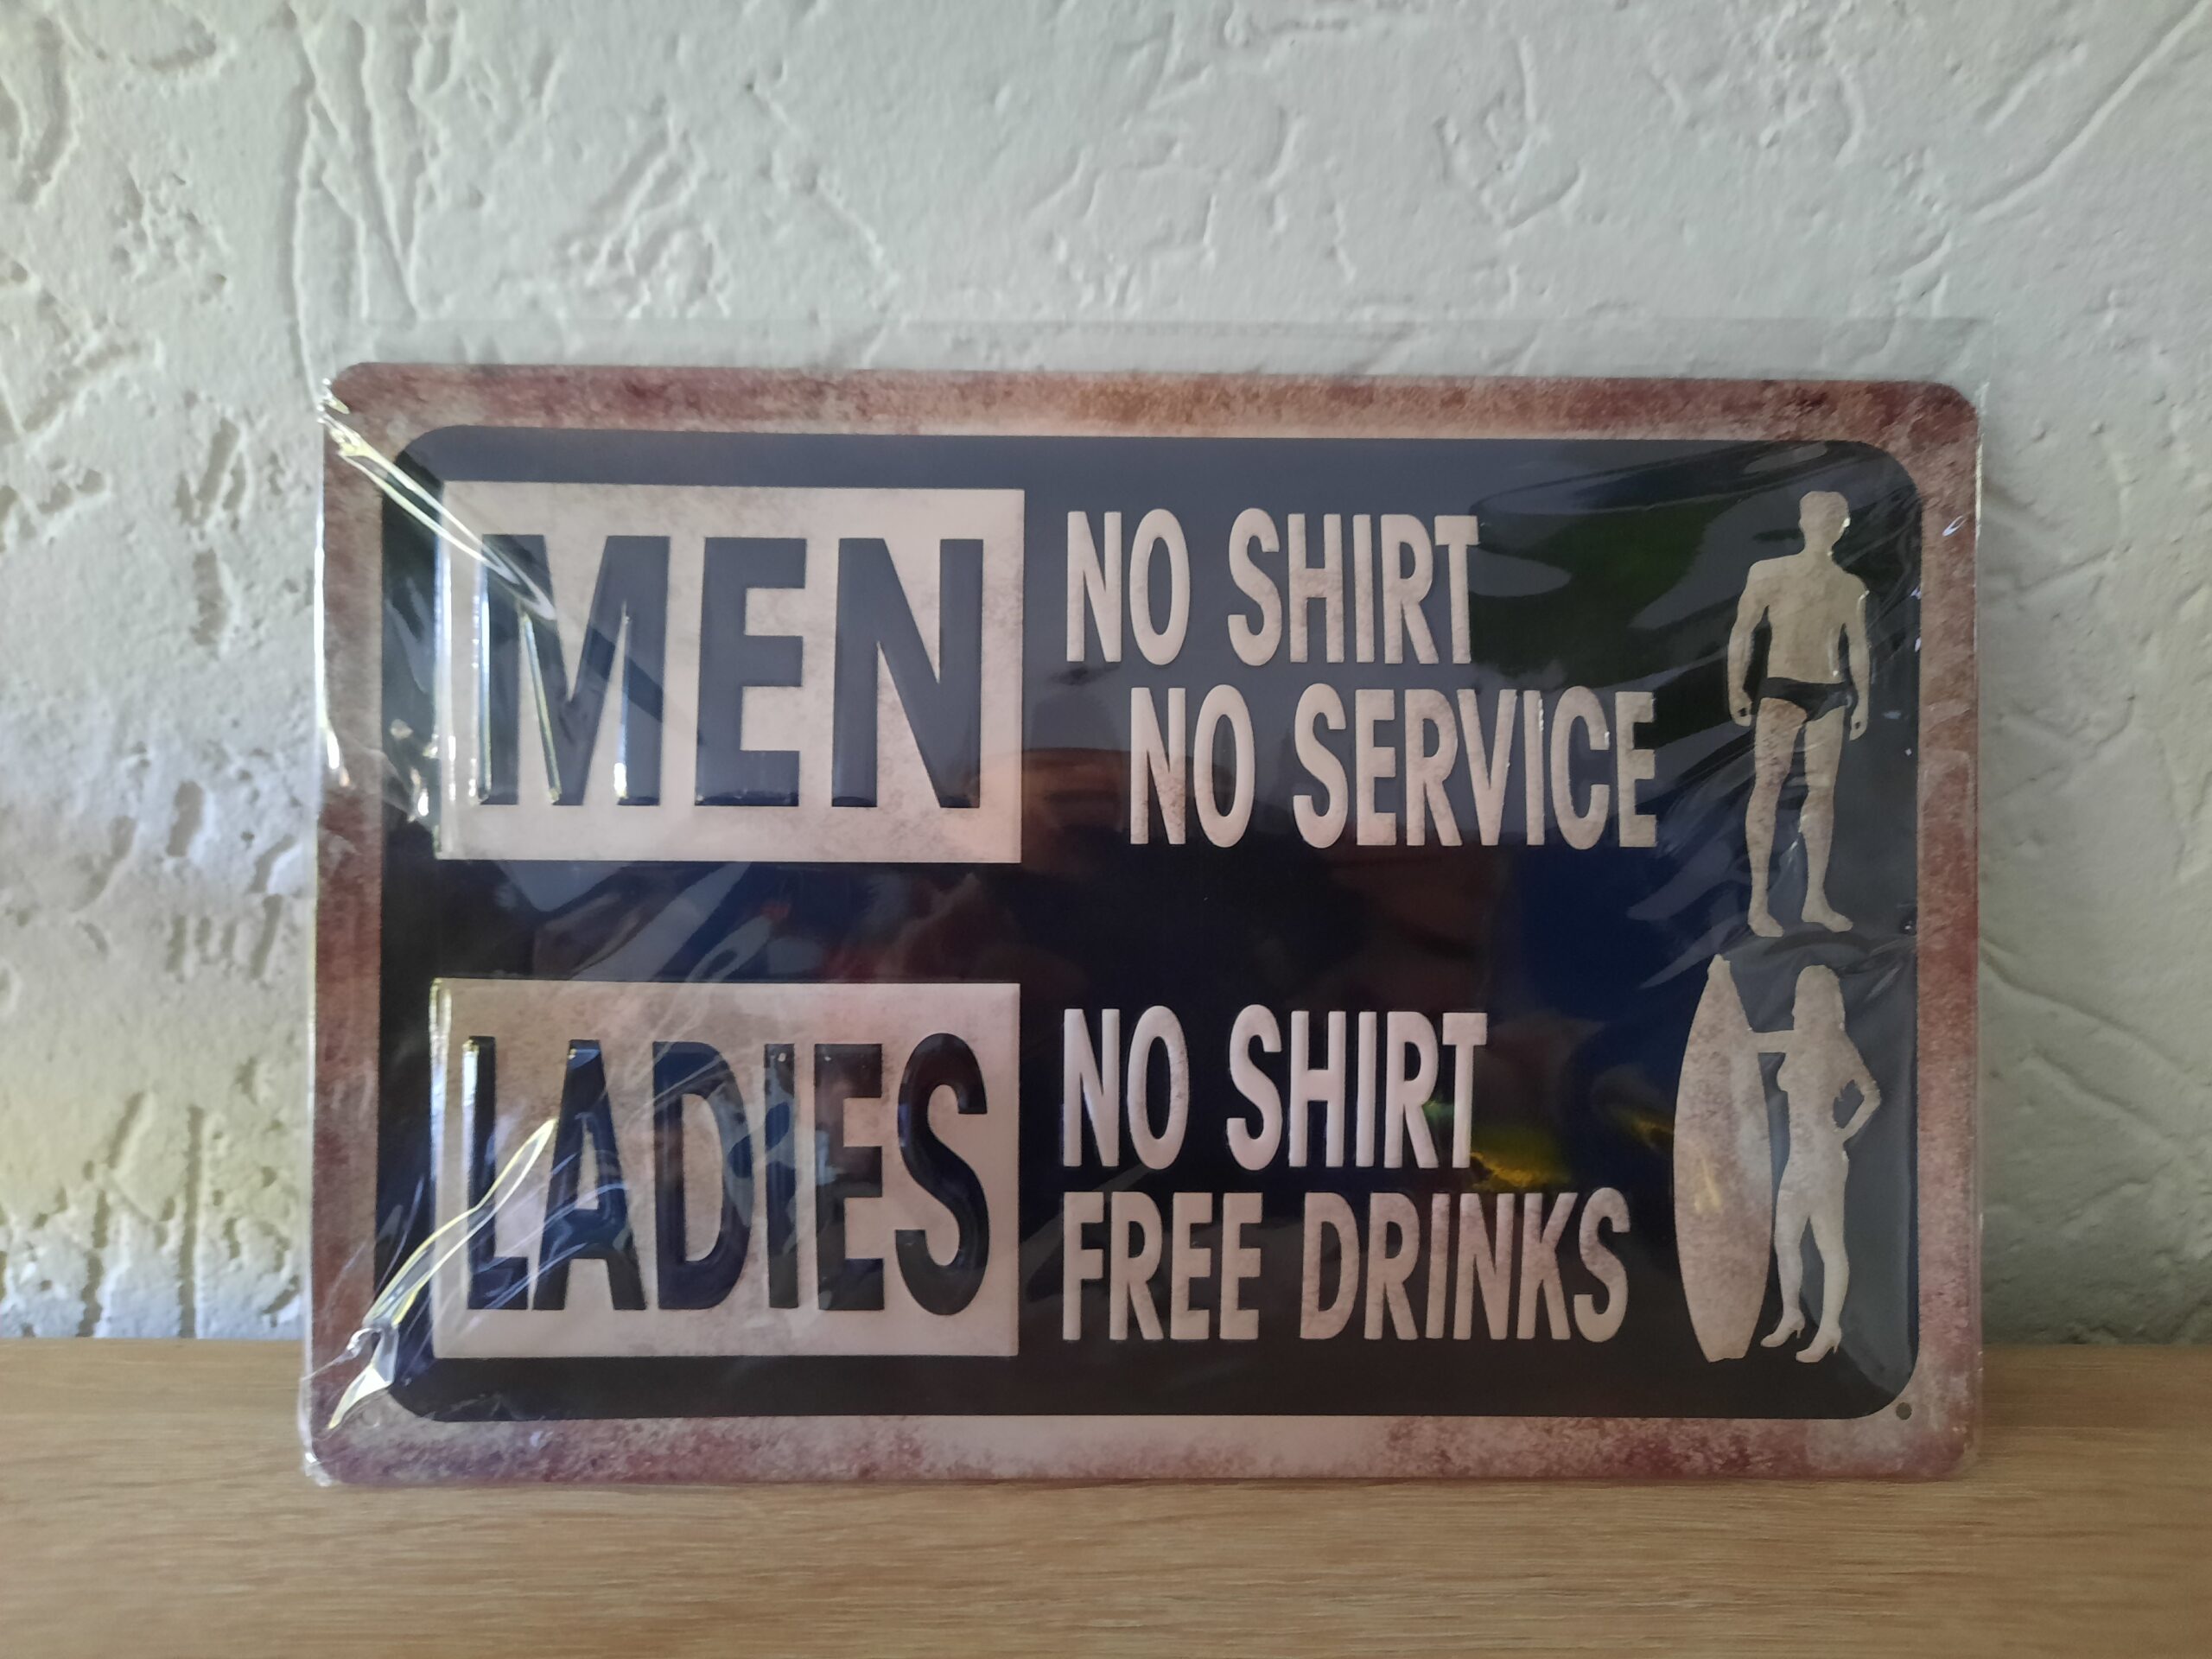 MEN
NO SHIRT
NO SERVICE
LADIES
NO SHIRT
FREE DRINKS